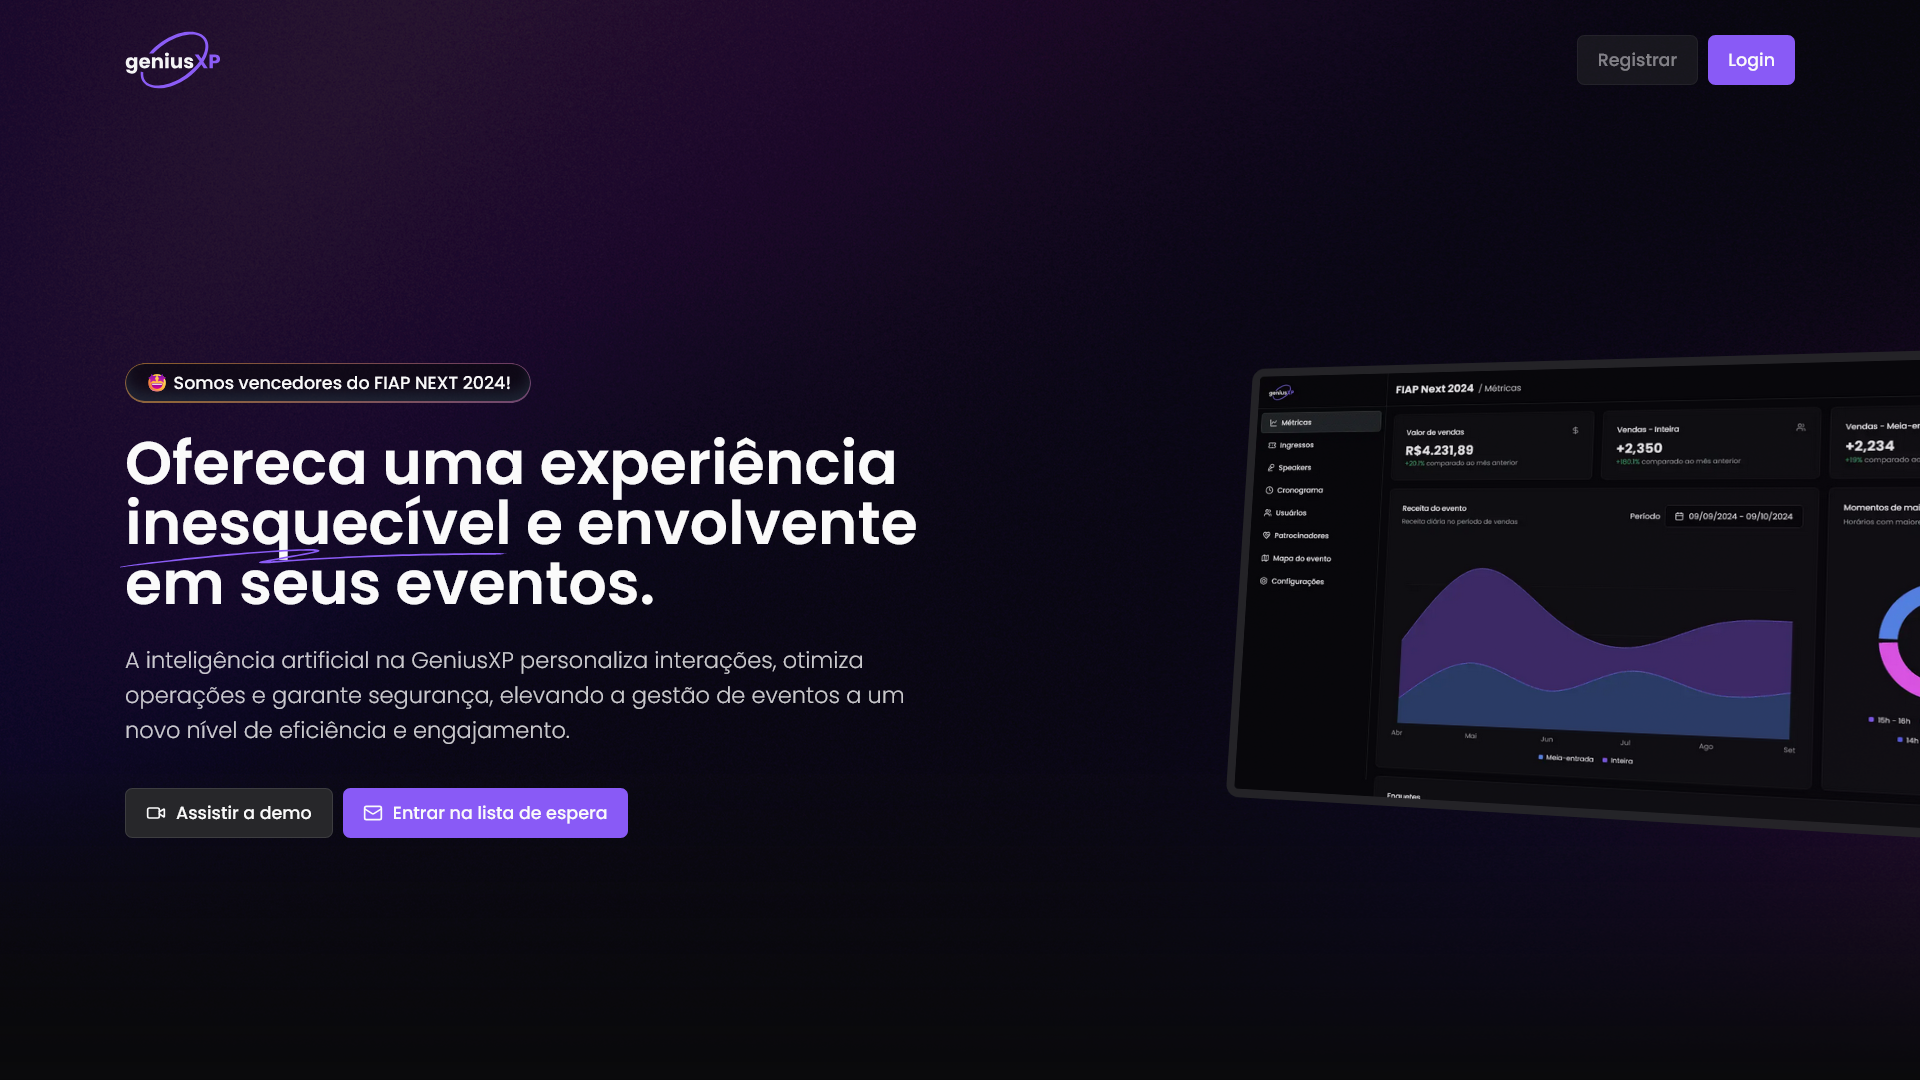 geniusXP
Registrar
Login
Somos vencedores do FIAP NEXT 2024!
Ofereca uma experiência
inesquecível e envolvente
em seus eventos.
A inteligência artificial na GeniusXP personaliza interações, otimiza
operações e garante segurança, elevando a gestão de eventos a um
novo nível de eficiência e engajamento.
Assistir a demo
Entrar na lista de espera
geniusXP
FIAP Next 2024 / Métricas
Métricas
Ingressos
Speakers
Cronograma
Usuários
Patrocinadores
Mapa do evento
Configurações
Valor de vendas $
R$4.231,89
+20.1% comparado ao mês anterior
Vendas - Inteira
+2,350
+180.1% comparado ao mês anterior
Vendas - Meia-en
+2,234
+19% comparado ao
Receita do evento
Receita diária no período de vendas
Período 09/09/2024 - 09/10/2024
Abr Mai Jun Jul Ago Set
Meia-entrada Inteira
Momentos de mai
Horários com maiore
15h - 16h
14h
Enquetes